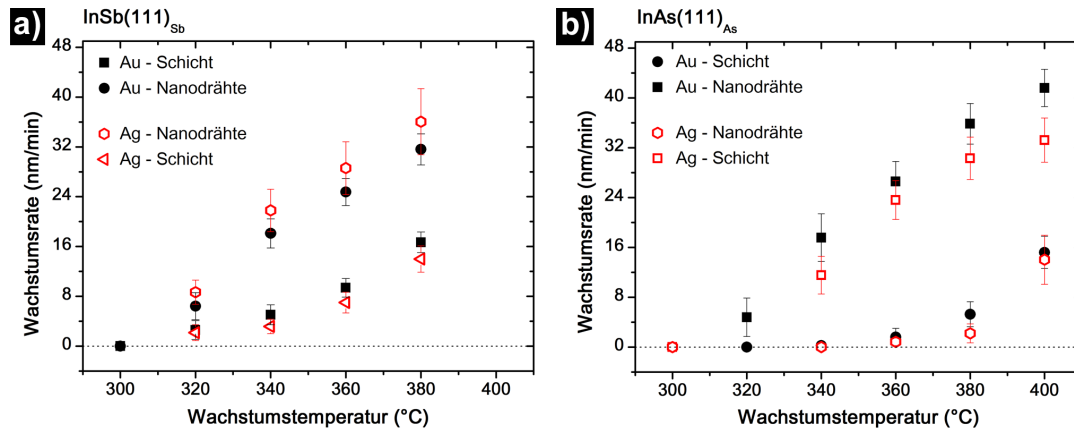 a)
InSb(111)Sb
48
40
32
24
16
8
0
Wachstumsrate (nm/min)
Au - Schicht
Au - Nanodrähte
Ag - Nanodrähte
Ag - Schicht
300 320 340 360 380 400
Wachstumstemperatur (°C)
b)
InAs(111)As
48
40
32
24
16
8
0
Wachstumsrate (nm/min)
Au - Schicht
Au - Nanodrähte
Ag - Nanodrähte
Ag - Schicht
300 320 340 360 380 400
Wachstumstemperatur (°C)